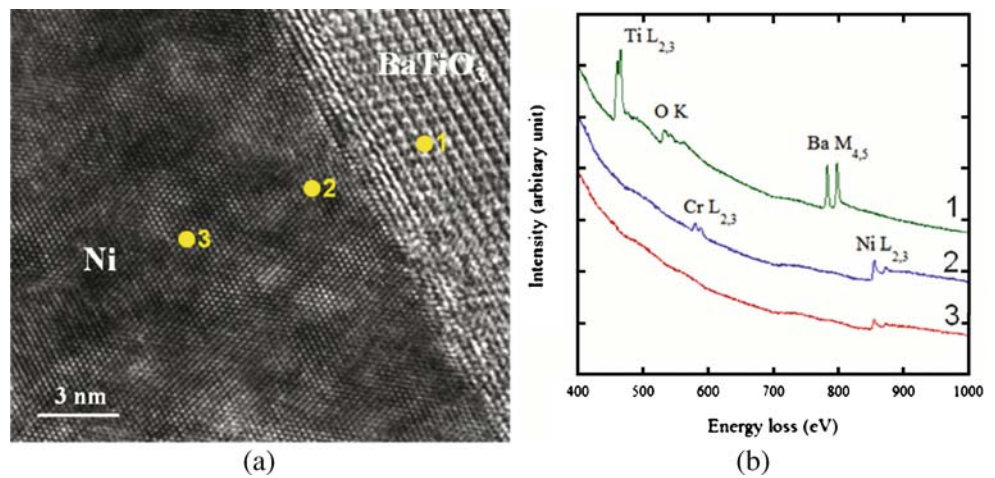 BaTiO₃
1
2
3
Ni
3 nm
(a)
Ti L₂,₃
O K
Ba M₄,₅
Cr L₂,₃
Ni L₂,₃
1
2
3
Intensity (arbitary unit)
400 500 600 700 800 900 1000
Energy loss (eV)
(b)